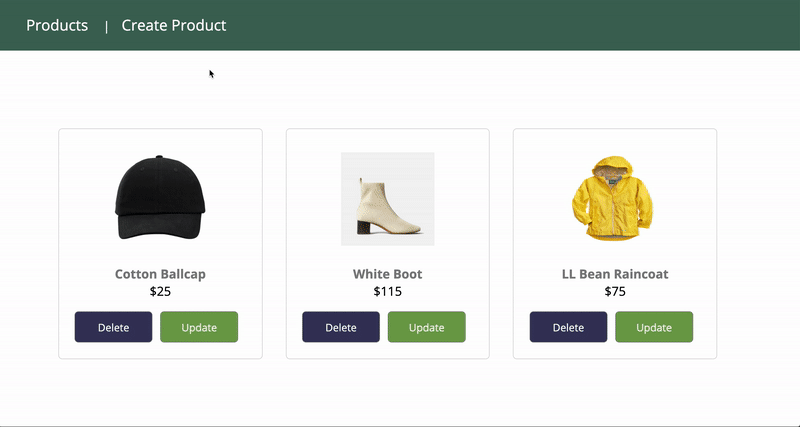 Products | Create Product
Cotton Ballcap
$25
Delete Update
White Boot
$115
Delete Update
LL Bean Raincoat
$75
Delete Update